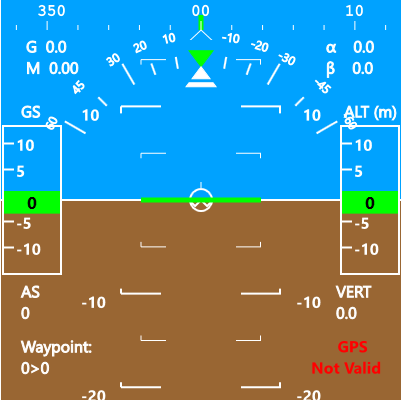 350 00 10
G 0.0 α 0.0
M 0.00 β 0.0
60 45 30 20 10 -10 -20 -30 -45
GS 10 10 ALT (m)
10 10
5 5
0 0
-5 -5
-10 -10
AS -10 -10 VERT
0 0.0
Waypoint: GPS
0>0 Not Valid
-20 -20